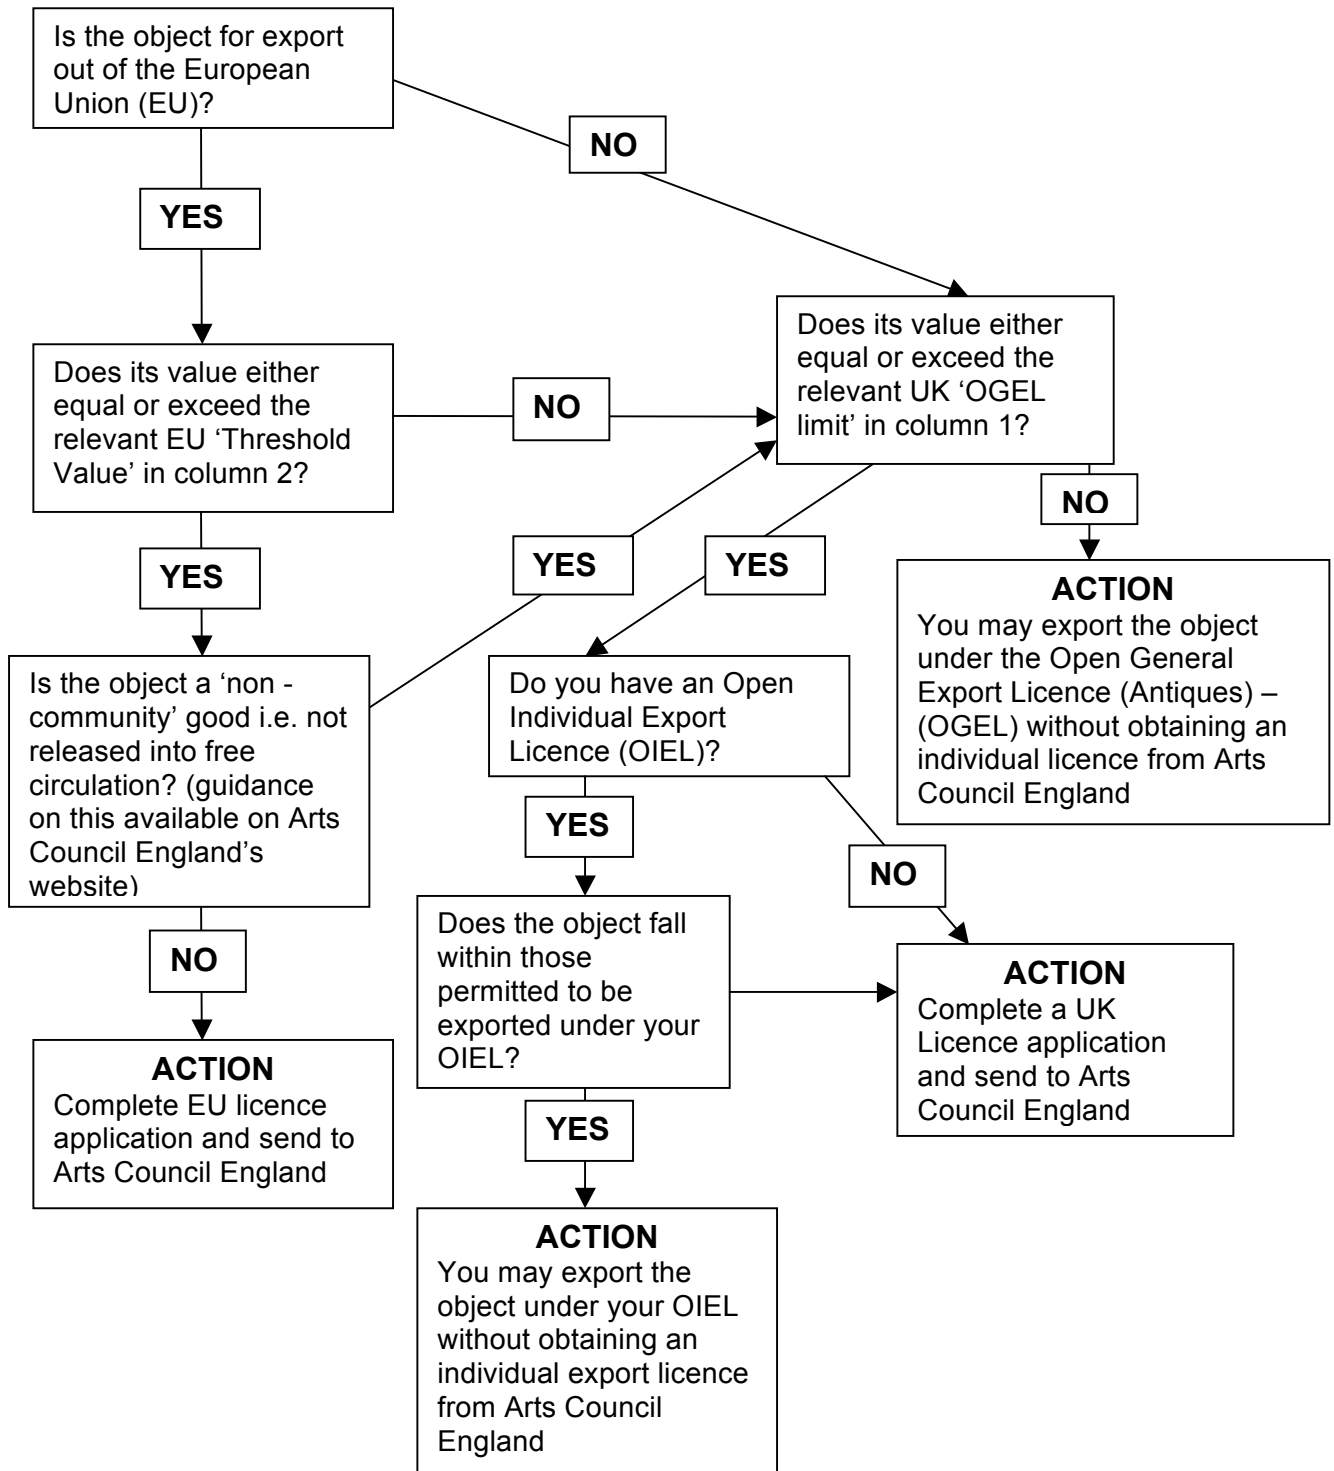 Is the object for export
out of the European
Union (EU)?
NO
YES
Does its value either
equal or exceed the
relevant UK ‘OGEL
limit’ in column 1?
Does its value either
equal or exceed the
relevant EU ‘Threshold
Value’ in column 2?
NO
NO
YES
YES
YES
ACTION
You may export the object
under the Open General
Export Licence (Antiques) –
(OGEL) without obtaining an
individual licence from Arts
Council England
Is the object a ‘non -
community’ good i.e. not
released into free
circulation? (guidance
on this available on Arts
Council England’s
website)
Do you have an Open
Individual Export
Licence (OIEL)?
YES
NO
Does the object fall
within those
permitted to be
exported under your
OIEL?
NO
ACTION
Complete a UK
Licence application
and send to Arts
Council England
ACTION
Complete EU licence
application and send to
Arts Council England
YES
ACTION
You may export the
object under your OIEL
without obtaining an
individual export licence
from Arts Council
England